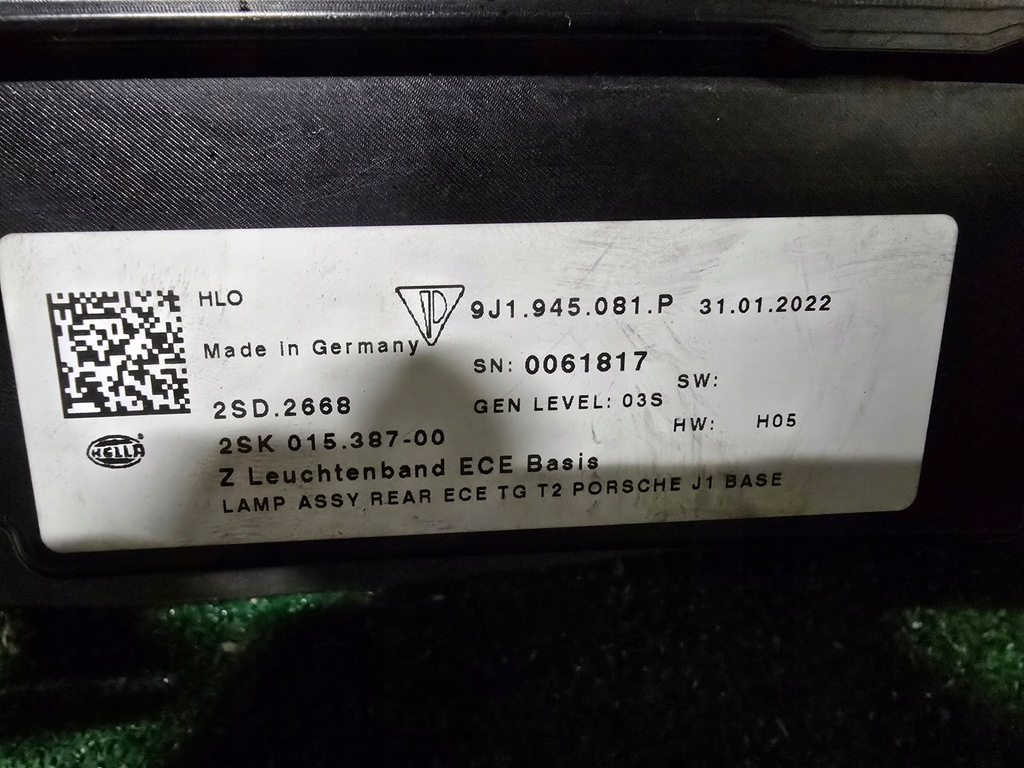 HLO
9J1.945.081.P 31.01.2022
Made in Germany
SN: 0061817
SW:
2SD.2668
GEN LEVEL: 03S
HW: H05
HELLA
2SK 015.387-00
Z Leuchtenband ECE Basis
LAMP ASSY REAR ECE TG T2 PORSCHE J1 BASE